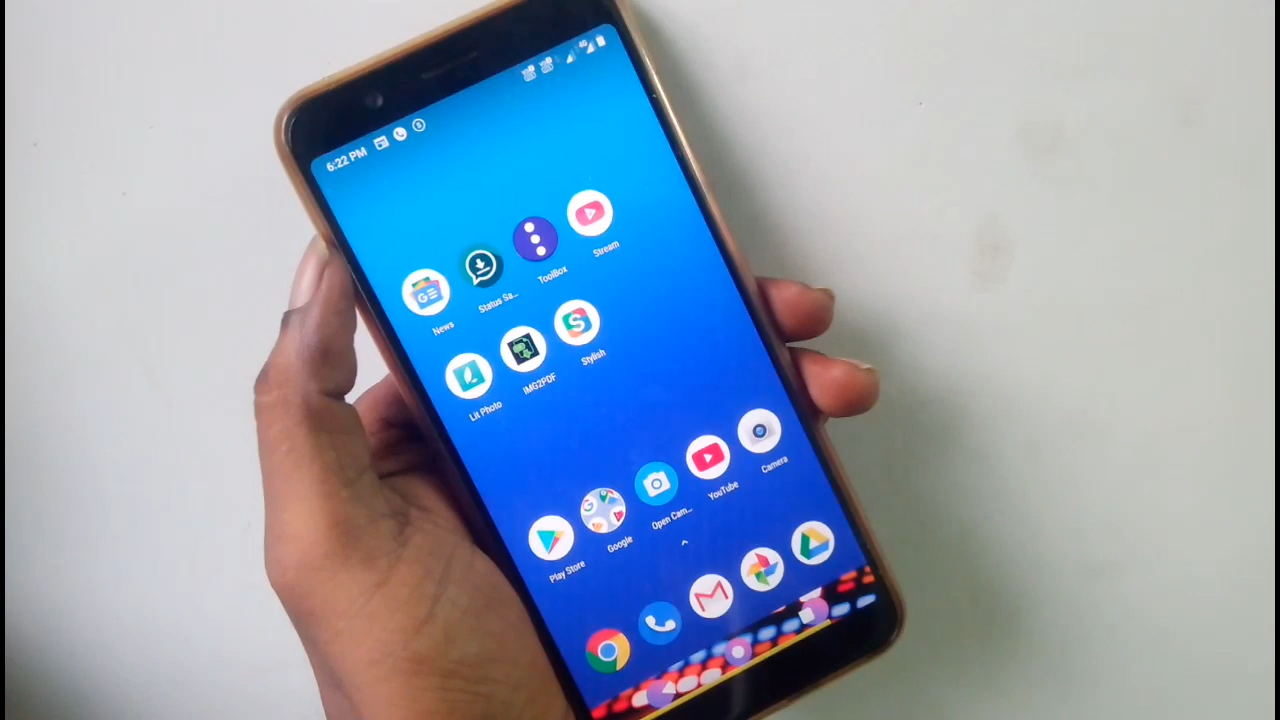 6:22 PM
4G
News
Status Sa...
ToolBox
Stream
Lit Photo
IMG2PDF
Stylish
Play Store
Google
Open Cam...
YouTube
Camera